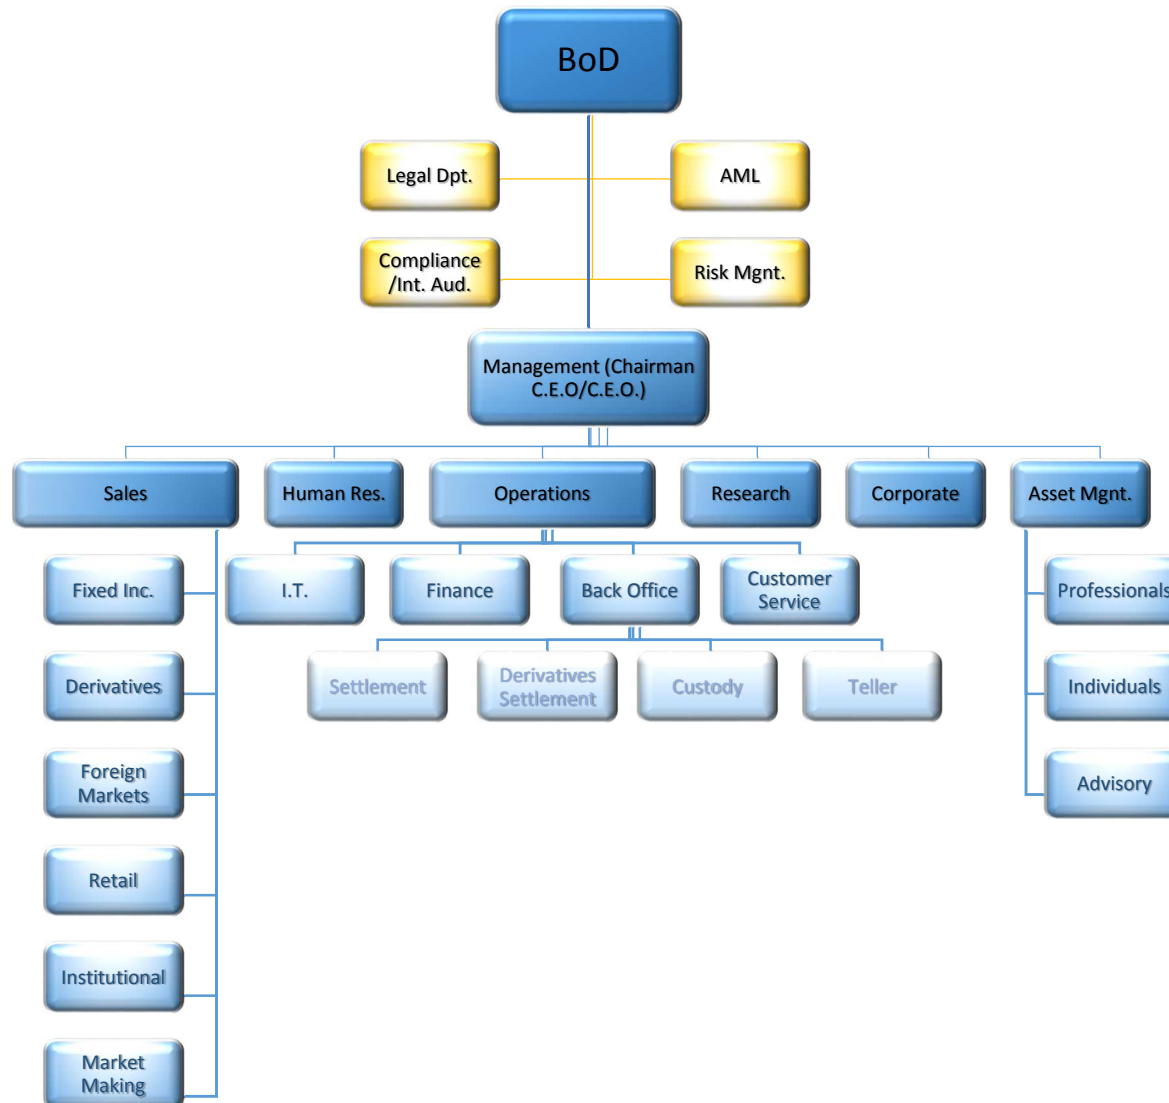 BoD
Legal Dpt.
AML
Compliance
/Int. Aud.
Risk Mgnt.
Management (Chairman
C.E.O/C.E.O.)
Sales
Human Res.
Operations
Research
Corporate
Asset Mgnt.
Fixed Inc.
I.T.
Finance
Back Office
Customer
Service
Professionals
Derivatives
Settlement
Derivatives
Settlement
Custody
Teller
Individuals
Foreign
Markets
Advisory
Retail
Institutional
Market
Making